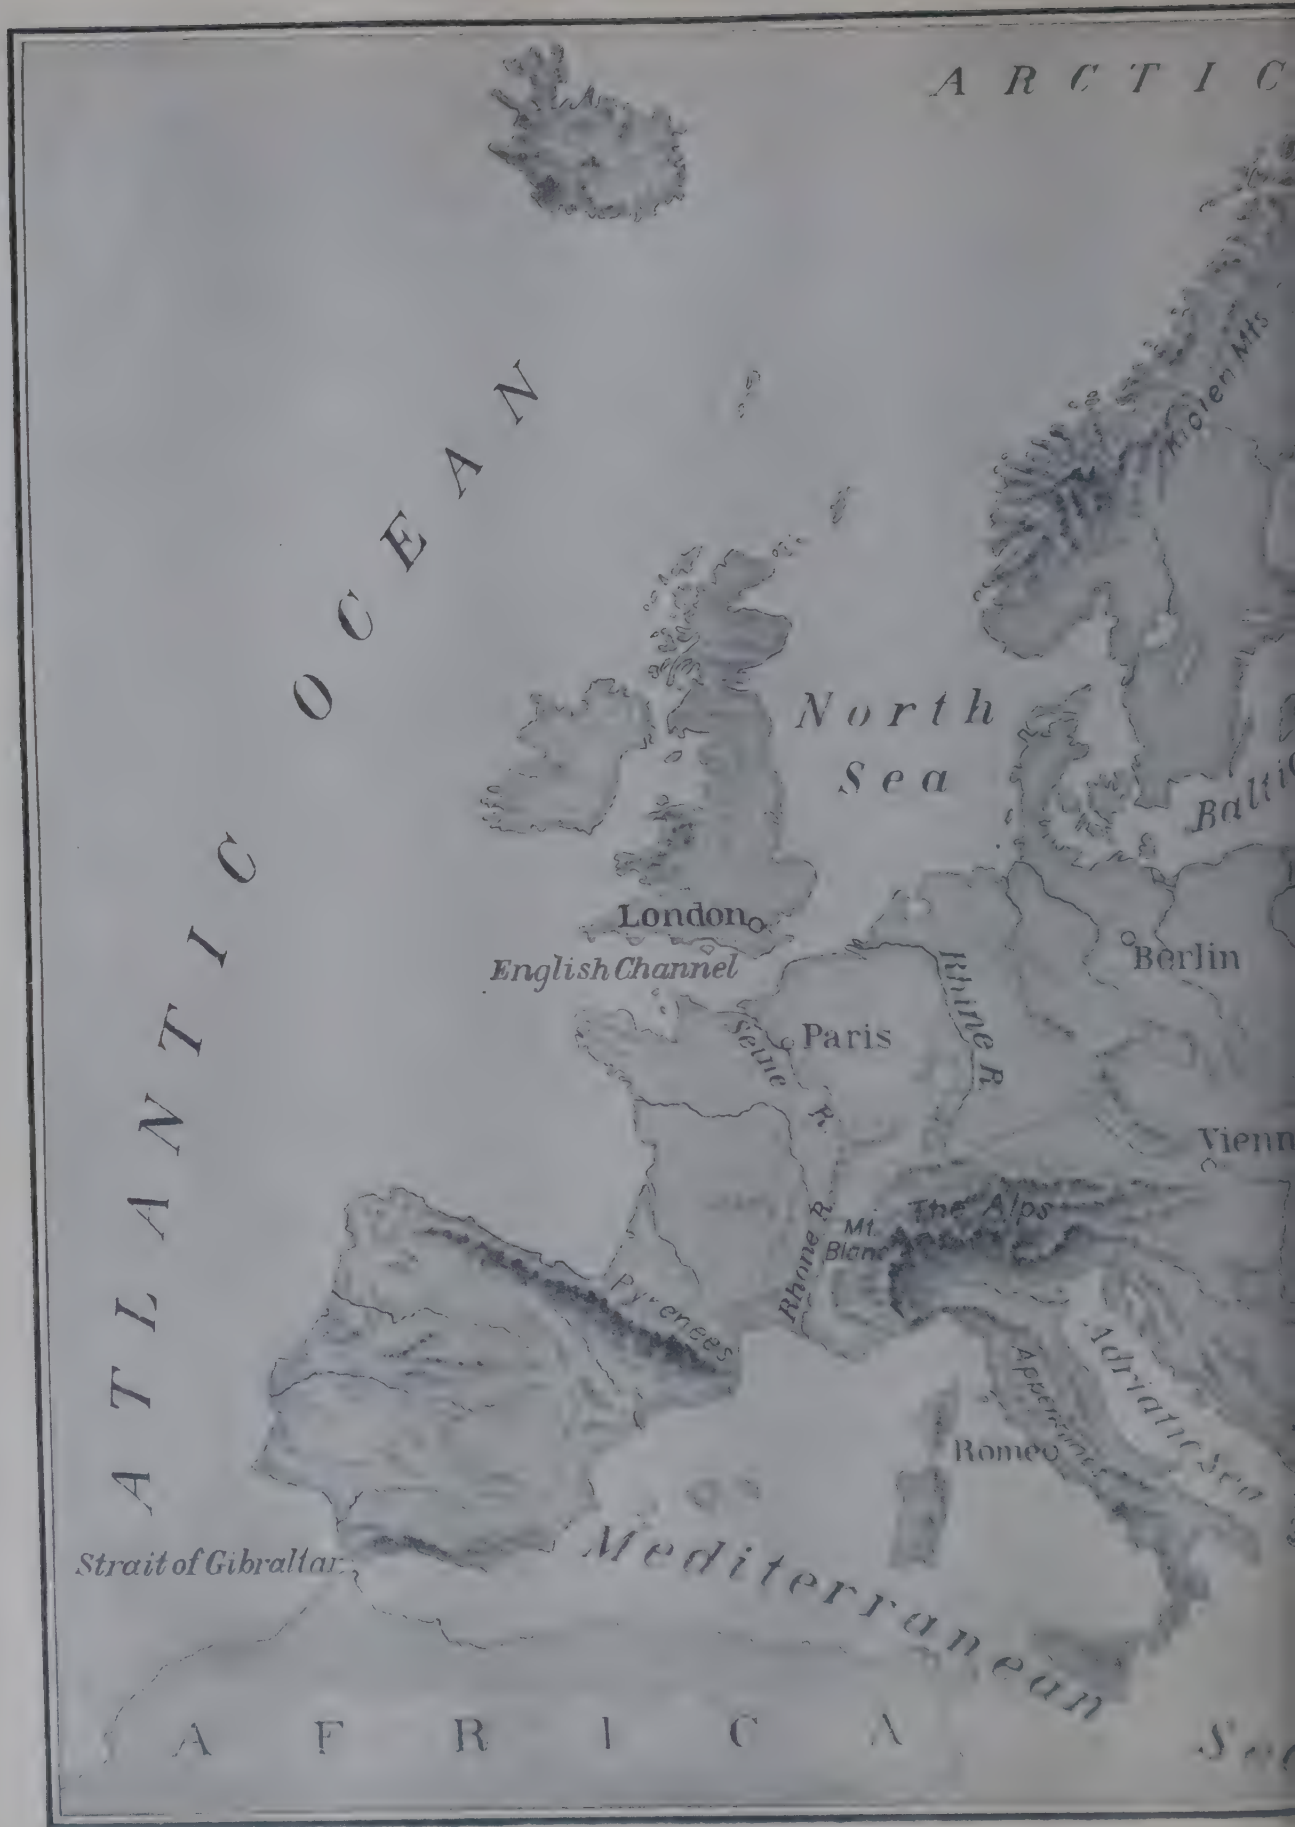 ARCTIC
ATLANTIC OCEAN
Kiolen Mts
North
Sea
Baltic
London
English Channel
Berlin
Rhine R.
Paris
Seine R.
Vienn
The Alps
Mt.
Blanc
Rhone R.
Pyrenees
Adriatic Sea
Rome
Strait of Gibraltar
Mediterranean
AFRICA